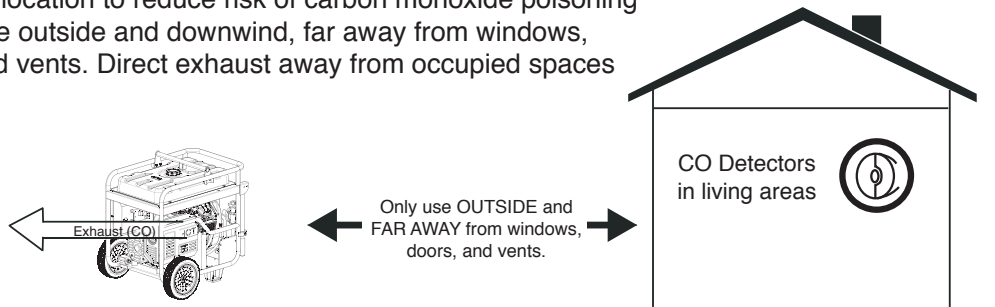 location to reduce risk of carbon monoxide poisoning
outside and downwind, far away from windows,
vents. Direct exhaust away from occupied spaces
CO Detectors
in living areas
Only use OUTSIDE and
FAR AWAY from windows,
doors, and vents.
Exhaust (CO)